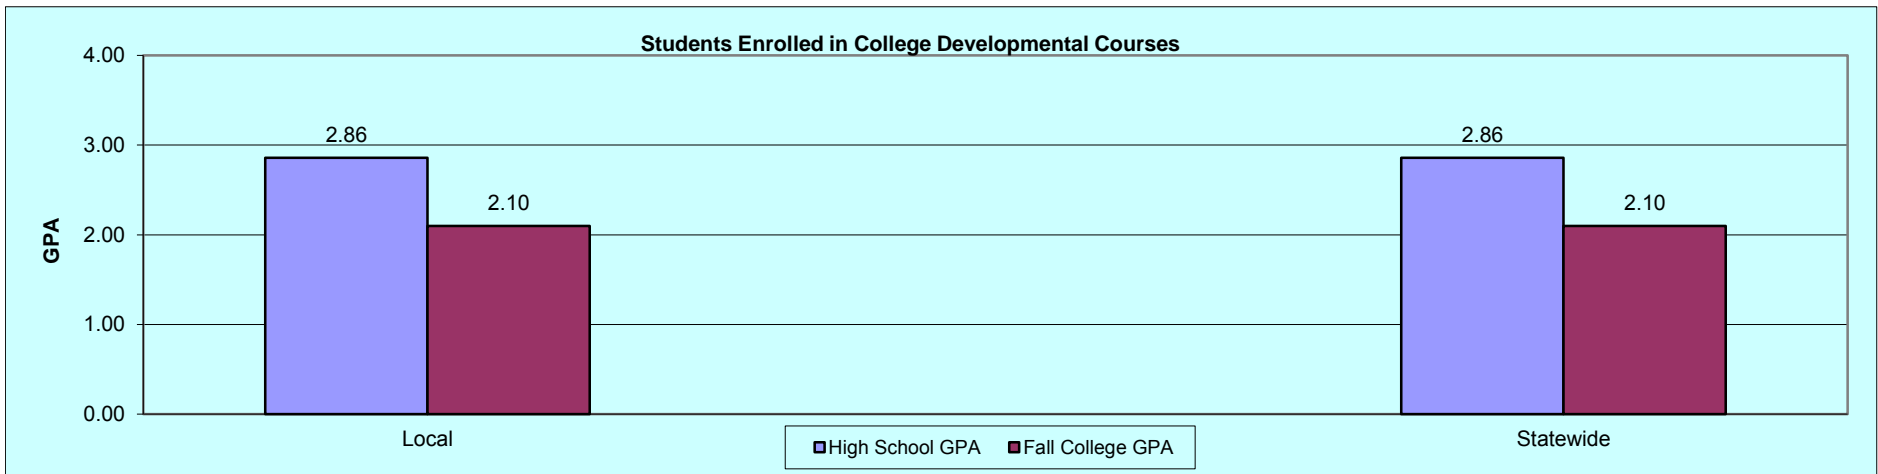 Students Enrolled in College Developmental Courses
4.00
3.00
2.00
1.00
0.00
GPA
2.86
2.10
2.86
2.10
Local
Statewide
High School GPA Fall College GPA